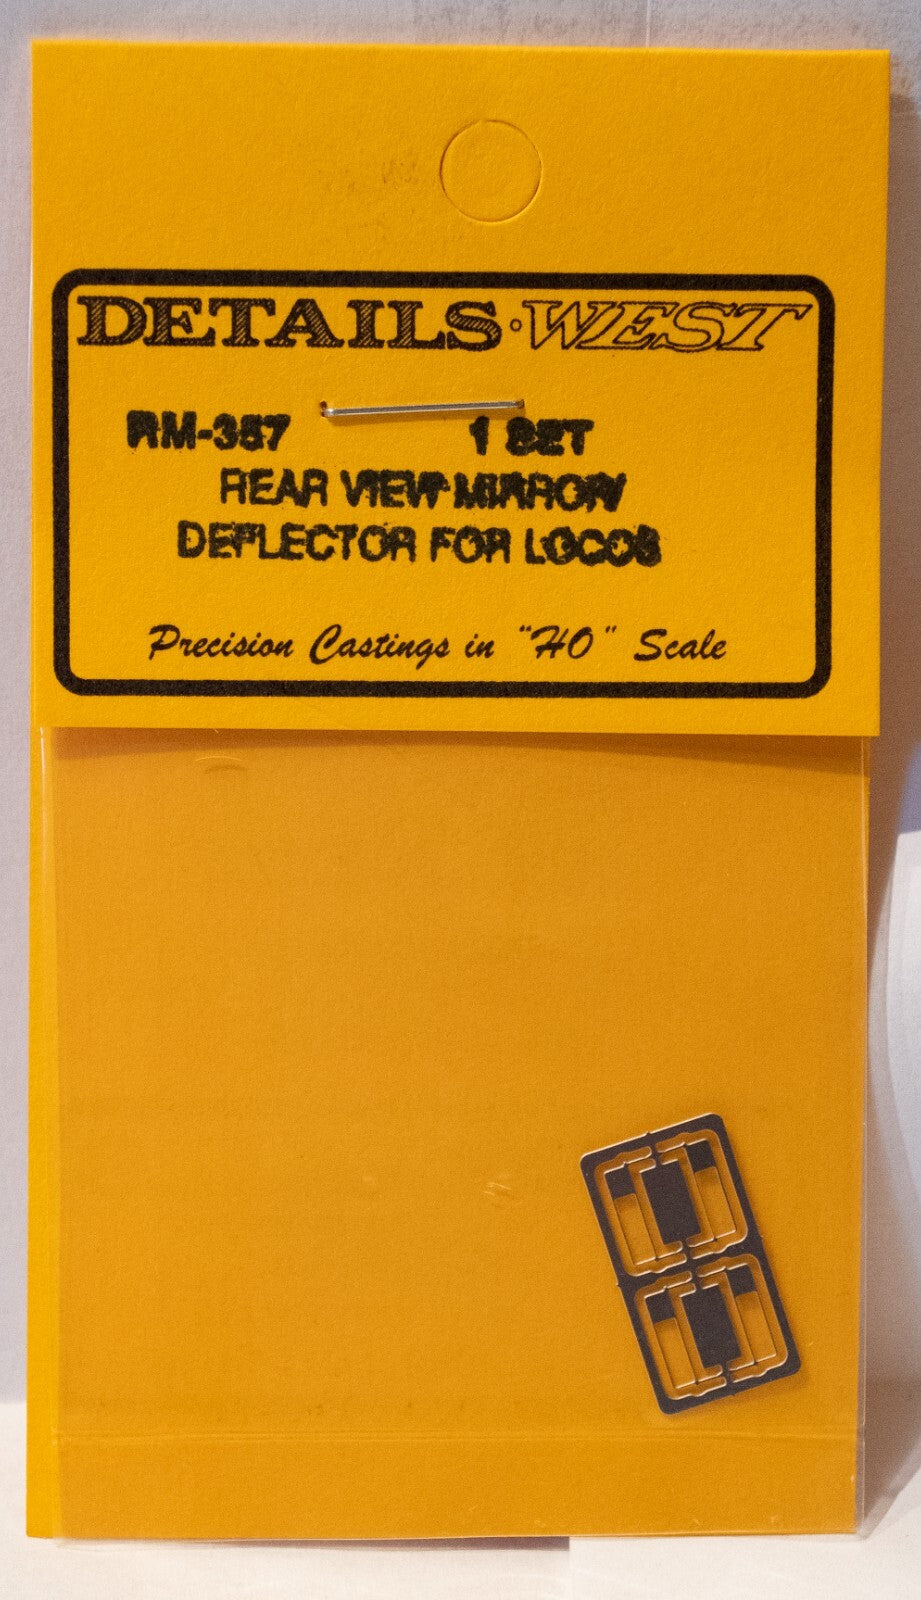 DETAILS·WEST
RM-357 1 SET
REAR VIEW MIRROR/
DEFLECTOR FOR LOCOS
Precision Castings in "HO" Scale